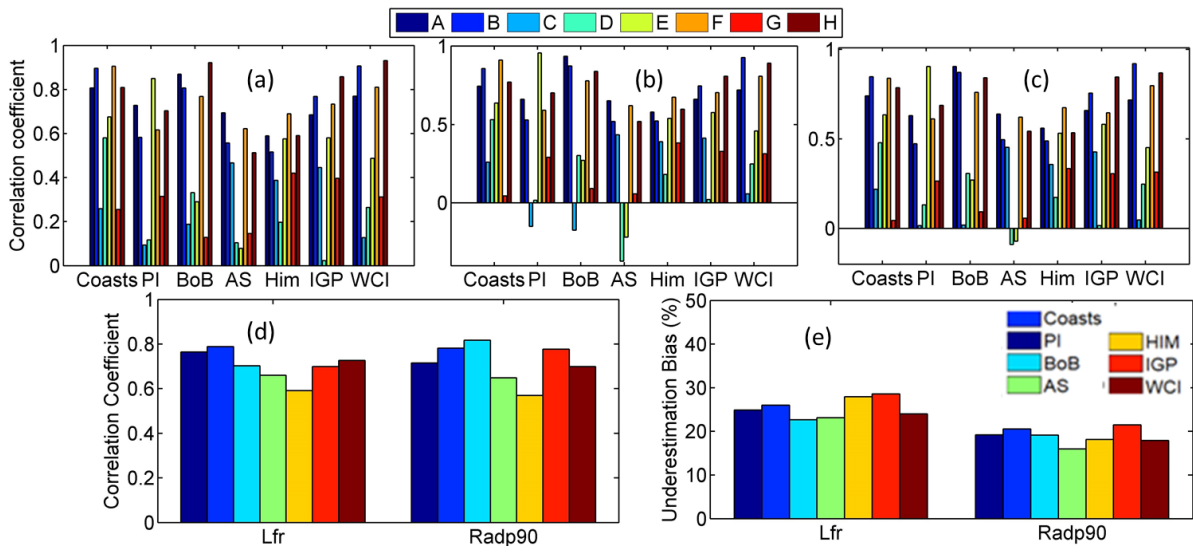 A B C D E F G H
Correlation coefficient
1
0.8
0.6
0.4
0.2
0
(a)
Coasts PI BoB AS Him IGP WCI
1
0.5
0
(b)
Coasts PI BoB AS Him IGP WCI
1
0.5
0
(c)
Coasts PI BoB AS Him IGP WCI
Correlation Coefficient
1
0.8
0.6
0.4
0.2
0
(d)
Lfr Radp90
Underestimation Bias (%)
50
40
30
20
10
0
(e)
Coasts
PI HIM
BoB IGP
AS WCI
Lfr Radp90